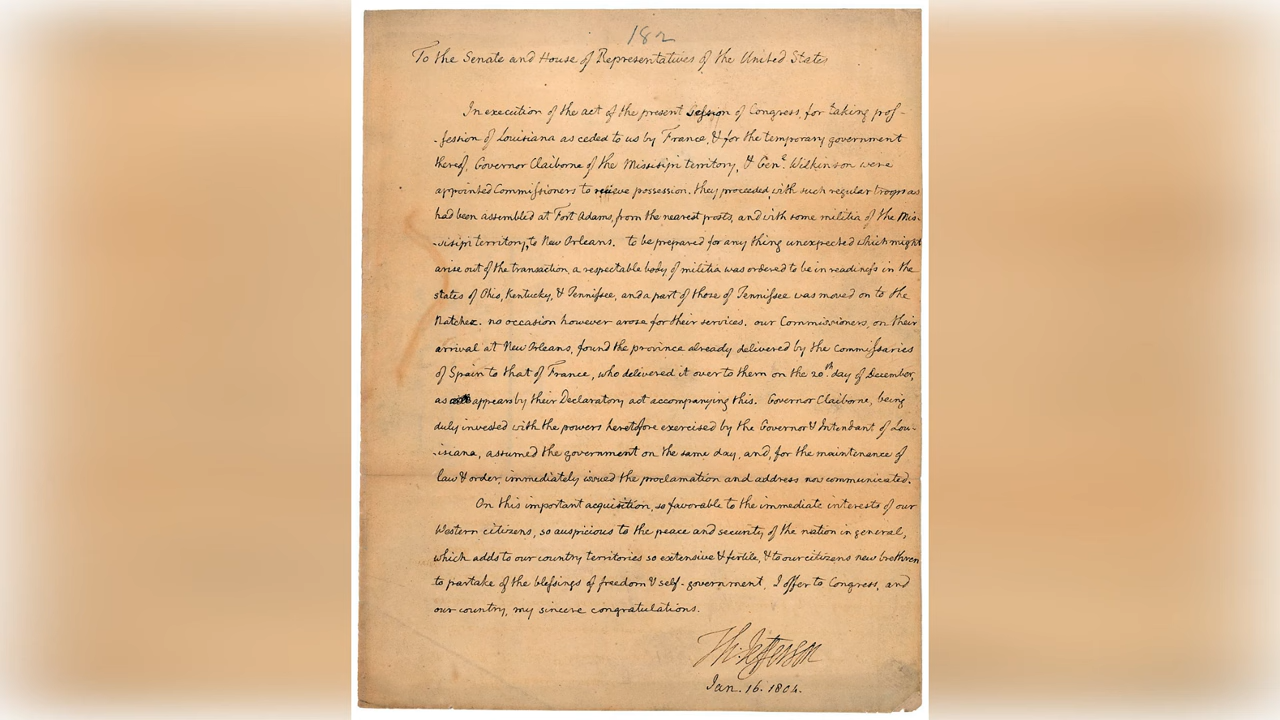 182
To the Senate and House of Representatives of the United States
In execution of the act of the present Session of Congress, for taking pos-
-session of Louisiana as ceded to us by France, & for the temporary government
thereof, Governor Claiborne of the Missisipi territory, & Genl. Wilkinson were
appointed Commissioners to recieve possession. they proceeded, with such regular troops as
had been assembled at Fort Adams, from the nearest posts, and with some militia of the Mis-
-sisipi territory, to New Orleans. to be prepared for any thing unexpected which might
arise out of the transaction, a respectable body of militia was ordered to be in readiness in the
states of Ohio, Kentucky, & Tennissee, and a part of those of Tennissee was moved on to the
Natchez. no occasion however arose for their services. our Commissioners, on their
arrival at New Orleans, found the province already delivered by the Commissaries
of Spain to that of France, who delivered it over to them on the 20th. day of December,
as appears by their Declaratory act accompanying this. Governor Claiborne, being
duly invested with the powers heretofore exercised by the Governor & Intendant of Lou-
-isiana, assumed the government on the same day, and, for the maintenance of
law & order, immediately issued the proclamation and address now communicated.
On this important acquisition, so favorable to the immediate interests of our
Western citizens, so auspicious to the peace and security of the nation in general,
which adds to our country territories so extensive & fertile, & to our citizens new brethren
to partake of the blessings of freedom & self-government, I offer to Congress, and
our country, my sincere congratulations.
Th: Jefferson
Jan. 16. 1804.